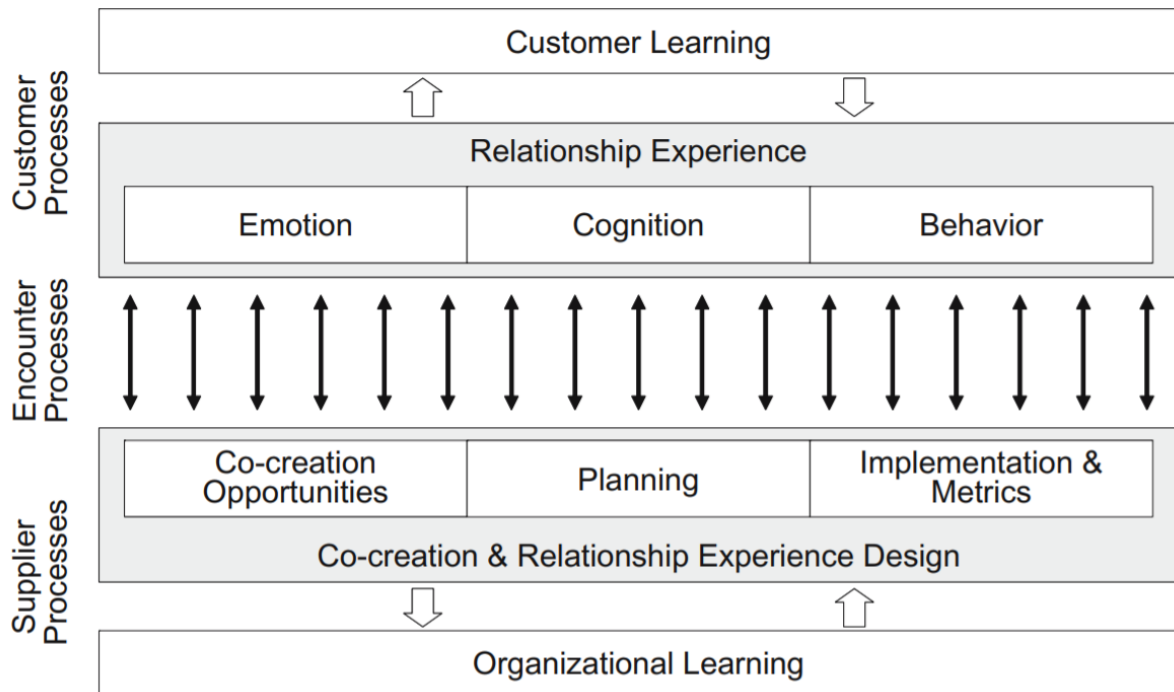 Customer Learning
Customer
Processes
Relationship Experience
Emotion
Cognition
Behavior
Encounter
Processes
Co-creation
Opportunities
Planning
Implementation &
Metrics
Supplier
Processes
Co-creation & Relationship Experience Design
Organizational Learning